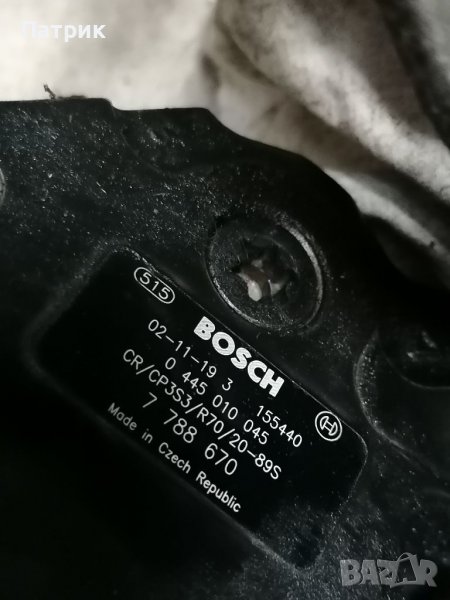 Патрик
515
BOSCH
02-11-19 3 155440
0 445 010 045
CR/CP3S3/R70/20-89S
7 788 670
Made in Czech Republic
BAZAR